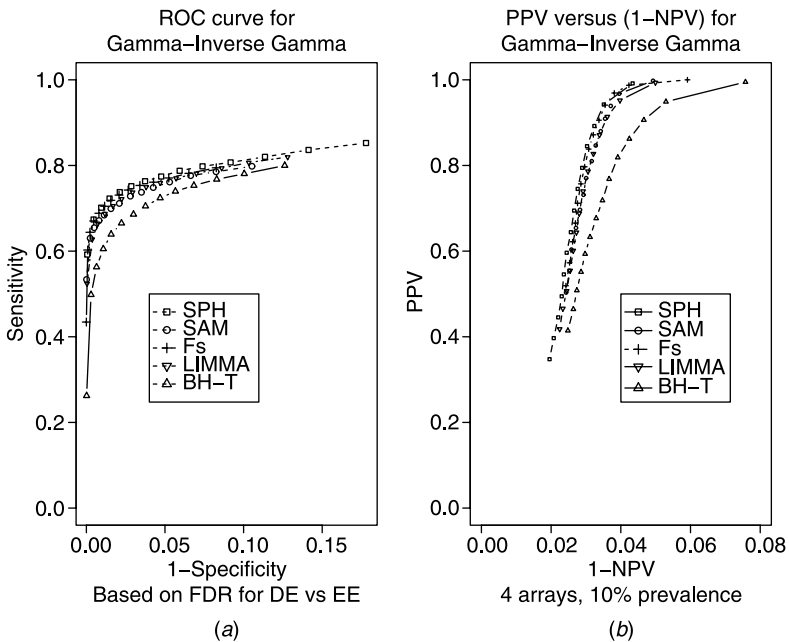 ROC curve for
Gamma−Inverse Gamma
Sensitivity
1.0
0.8
0.6
0.4
0.2
0.0
SPH
SAM
Fs
LIMMA
BH−T
0.00 0.05 0.10 0.15
1−Specificity
Based on FDR for DE vs EE
(a)
PPV versus (1−NPV) for
Gamma−Inverse Gamma
PPV
1.0
0.8
0.6
0.4
0.2
0.0
SPH
SAM
Fs
LIMMA
BH−T
0.00 0.02 0.04 0.06 0.08
1−NPV
4 arrays, 10% prevalence
(b)